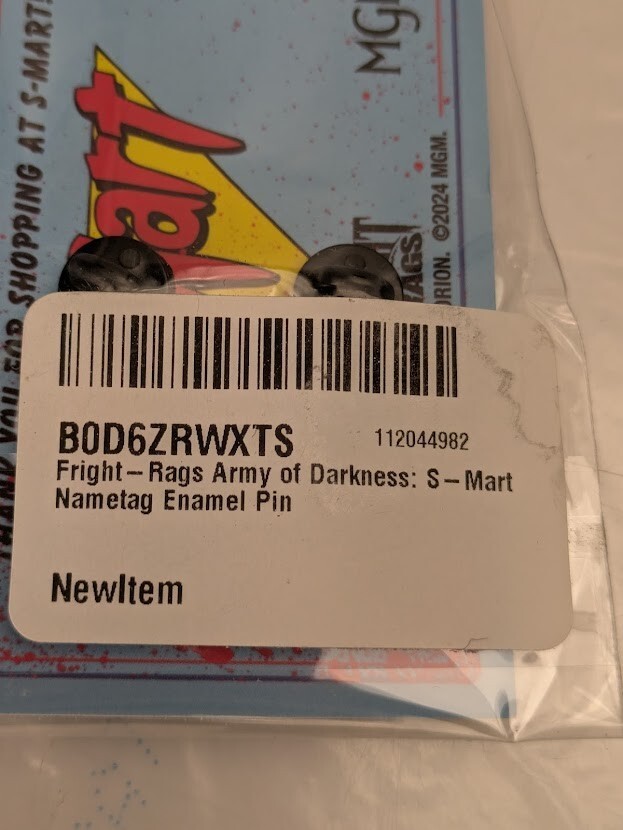 THANK YOU FOR SHOPPING AT S-MART!
art
MG
ORION. ©2024 MGM.
B0D6ZRWXTS
112044982
Fright-Rags Army of Darkness: S-Mart
Nametag Enamel Pin
NewItem